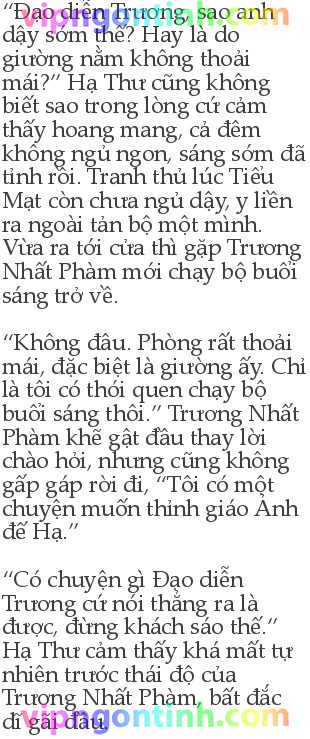 “Đạo diễn Trương, sao anh
dậy sớm thế? Hay là do
giường nằm không thoải
mái?” Hạ Thư cũng không
biết sao trong lòng cứ cảm
thấy hoang mang, cả đêm
không ngủ ngon, sáng sớm đã
tỉnh rồi. Tranh thủ lúc Tiểu
Mạt còn chưa ngủ dậy, y liền
ra ngoài tản bộ một mình.
Vừa ra tới cửa thì gặp Trương
Nhất Phàm mới chạy bộ buổi
sáng trở về.
“Không đâu. Phòng rất thoải
mái, đặc biệt là giường ấy. Chỉ
là tôi có thói quen chạy bộ
buổi sáng thôi.” Trương Nhất
Phàm khẽ gật đầu thay lời
chào hỏi, nhưng cũng không
gấp gáp rời đi, “Tôi có một
chuyện muốn thỉnh giáo Ảnh
đế Hạ.”
“Có chuyện gì Đạo diễn
Trương cứ nói thẳng ra là
được, đừng khách sáo thế.”
Hạ Thư cảm thấy khá mất tự
nhiên trước thái độ của
Trương Nhất Phàm, bất đắc
dĩ gãi đầu.
vipngontinh.com
vipngontinh.com